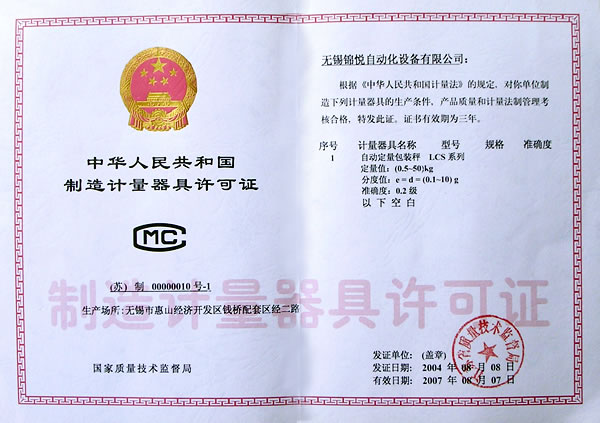 中华人民共和国
制造计量器具许可证
CMC
(苏) 制 00000010 号-1
生产场所:无锡市惠山经济开发区钱桥配套区经二路
国家质量技术监督局
无锡锦悦自动化设备有限公司:
根据《中华人民共和国计量法》的规定, 对你单位制
造下列计量器具的生产条件, 产品质量和计量法制管理考
核合格, 特发此证。证书有效期为三年。
序号 计量器具名称 型号 规格 准确度
1 自动定量包装秤 LCS 系列
定量值: (0.5~50)kg
分度值: e = d = (0.1~10) g
准确度: 0.2 级
以 下 空 白
制造计量器具许可证
发证单位: (盖章)
发证日期: 2004 年 08 月 08 日
有效日期: 2007 年 08 月 07 日
省质量技术监督局